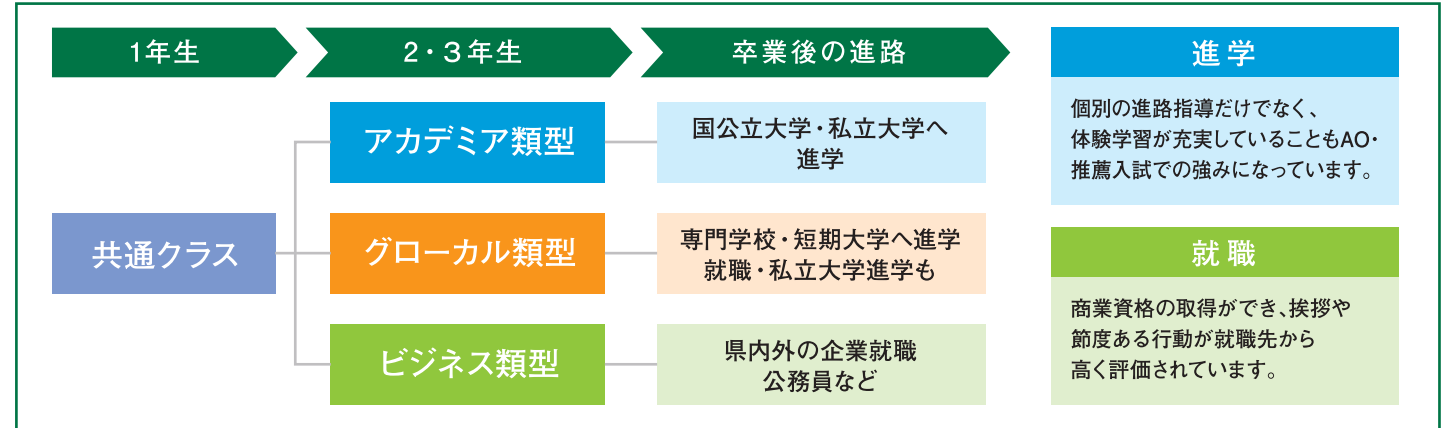 1年生
2・3年生
卒業後の進路
共通クラス
アカデミア類型
国公立大学・私立大学へ
進学
グローカル類型
専門学校・短期大学へ進学
就職・私立大学進学も
ビジネス類型
県内外の企業就職
公務員など
進学
個別の進路指導だけでなく、
体験学習が充実していることもAO・
推薦入試での強みになっています。
就職
商業資格の取得ができ、挨拶や
節度ある行動が就職先から
高く評価されています。